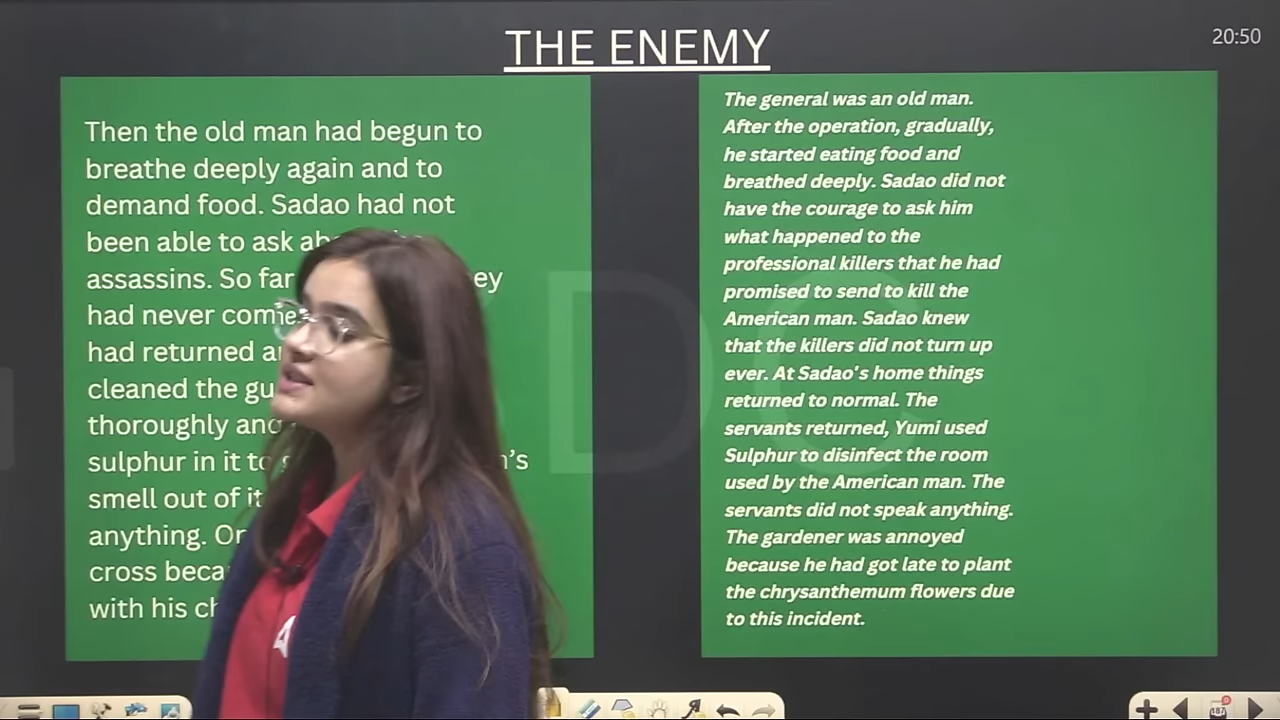 THE ENEMY
20:50
Then the old man had begun to
breathe deeply again and to
demand food. Sadao had not
been able to ask
assassins. So far
had never
had returned
cleaned the
thoroughly and
sulphur in it to
smell out of it
anything.
cross
with his
The general was an old man.
After the operation, gradually,
he started eating food and
breathed deeply. Sadao did not
have the courage to ask him
what happened to the
professional killers that he had
promised to send to kill the
American man. Sadao knew
that the killers did not turn up
ever. At Sadao's home things
returned to normal. The
servants returned, Yumi used
Sulphur to disinfect the room
used by the American man. The
servants did not speak anything.
The gardener was annoyed
because he had got late to plant
the chrysanthemum flowers due
to this incident.
187